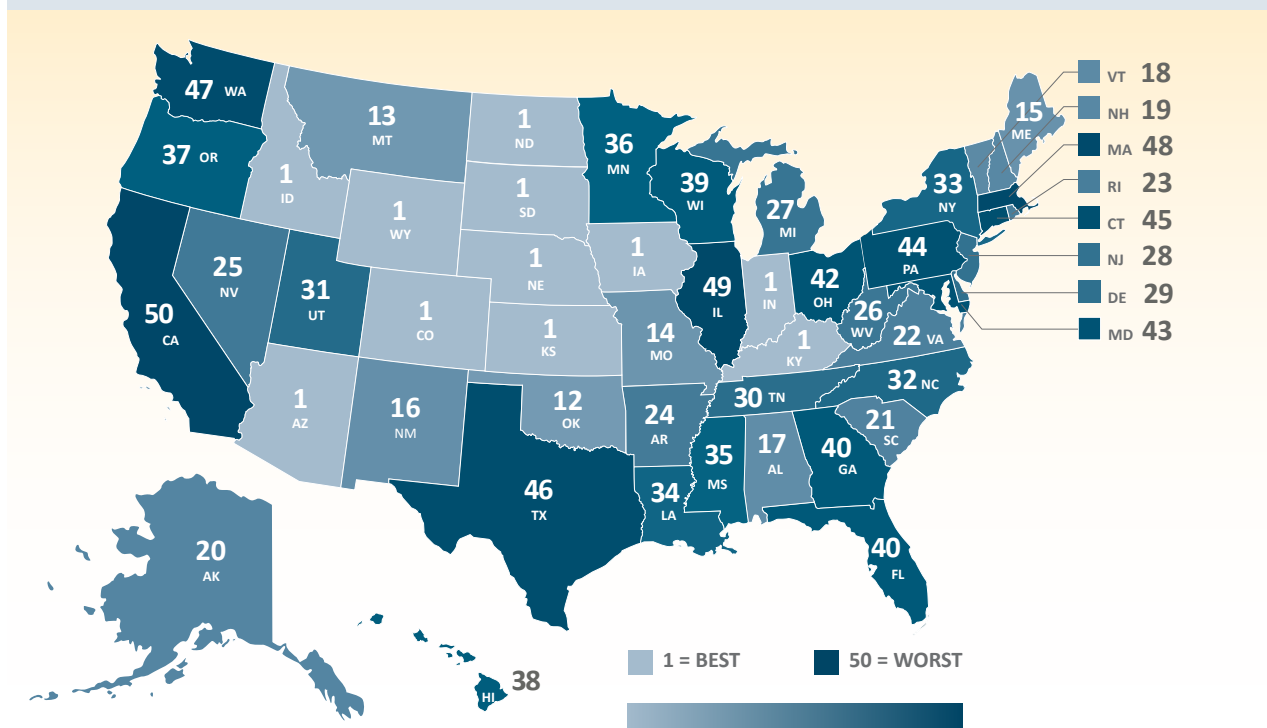 47 WA
37 OR
1
ID
13
MT
1
ND
36
MN
1
SD
39
WI
27
MI
33
NY
15
ME
VT 18
NH 19
MA 48
RI 23
CT 45
NJ 28
DE 29
MD 43
1
WY
1
NE
1
IA
25
NV
31
UT
50
CA
1
CO
1
KS
14
MO
49
IL
1
IN
42
OH
44
PA
26
WV
22 VA
1
KY
1
AZ
16
NM
12
OK
24
AR
30 TN
32 NC
21
SC
46
TX
34
LA
35
MS
17
AL
40
GA
40
FL
20
AK
HI 38
1 = BEST
50 = WORST